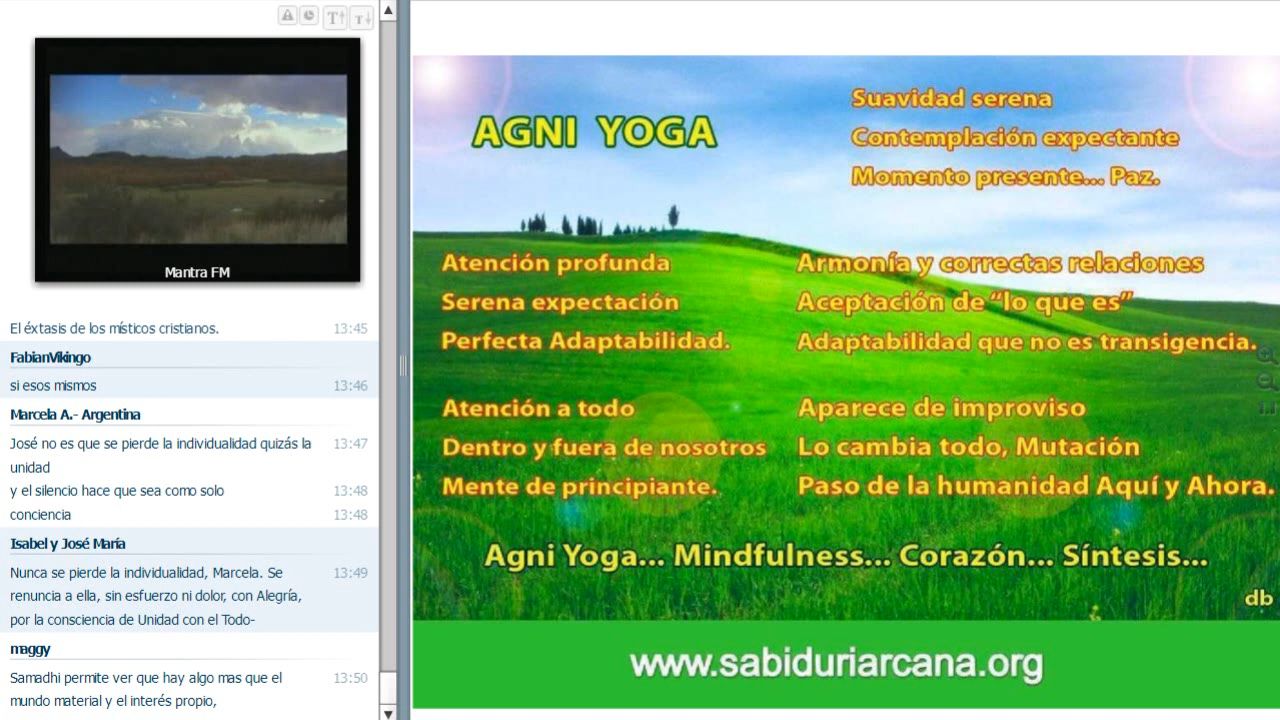 Mantra FM
El éxtasis de los místicos cristianos. 13:45
FabianVikingo
si esos mismos 13:46
Marcela A.- Argentina
José no es que se pierde la individualidad quizás la 13:47
unidad
y el silencio hace que sea como solo 13:48
conciencia 13:48
Isabel y José María
Nunca se pierde la individualidad, Marcela. Se 13:49
renuncia a ella, sin esfuerzo ni dolor, con Alegría,
por la consciencia de Unidad con el Todo-
maggy
Samadhi permite ver que hay algo mas que el 13:50
mundo material y el interés propio,
AGNI YOGA
Suavidad serena
Contemplación expectante
Momento presente... Paz.
Atención profunda
Serena expectación
Perfecta Adaptabilidad.
Armonía y correctas relaciones
Aceptación de “lo que es”
Adaptabilidad que no es transigencia.
Atención a todo
Dentro y fuera de nosotros
Mente de principiante.
Aparece de improviso
Lo cambia todo, Mutación
Paso de la humanidad Aquí y Ahora.
Agni Yoga... Mindfulness... Corazón... Síntesis...
db
www.sabiduriarcana.org